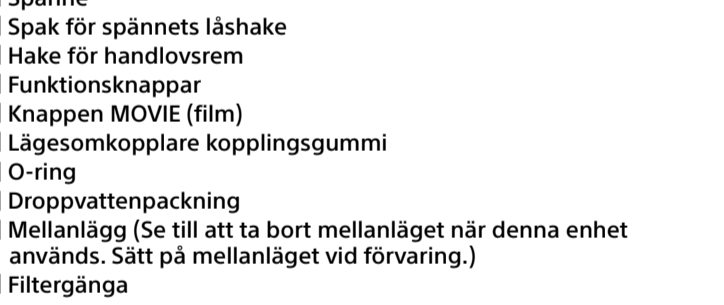 Spänne
Spak för spännets låshake
Hake för handlovsrem
Funktionsknappar
Knappen MOVIE (film)
Lägesomkopplare kopplingsgummi
O-ring
Droppvattenpackning
Mellanlägg (Se till att ta bort mellanläget när denna enhet
används. Sätt på mellanläget vid förvaring.)
Filtergänga